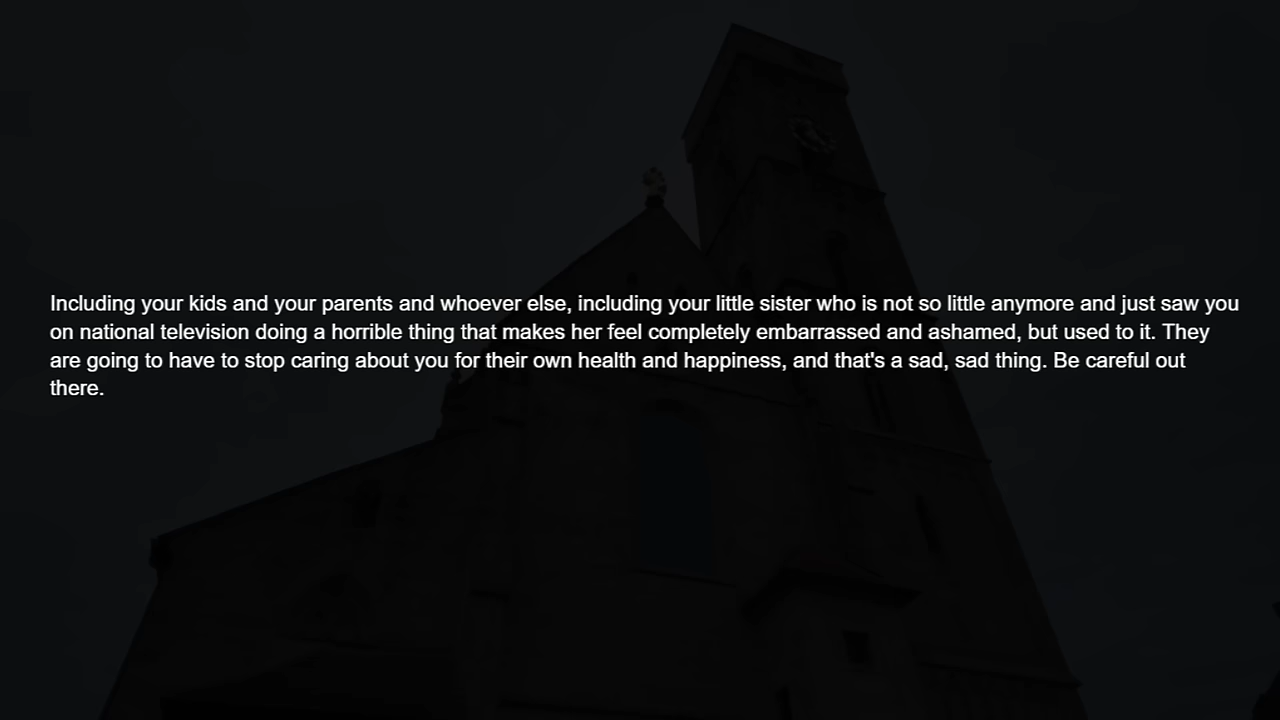 Including your kids and your parents and whoever else, including your little sister who is not so little anymore and just saw you
on national television doing a horrible thing that makes her feel completely embarrassed and ashamed, but used to it. They
are going to have to stop caring about you for their own health and happiness, and that's a sad, sad thing. Be careful out
there.